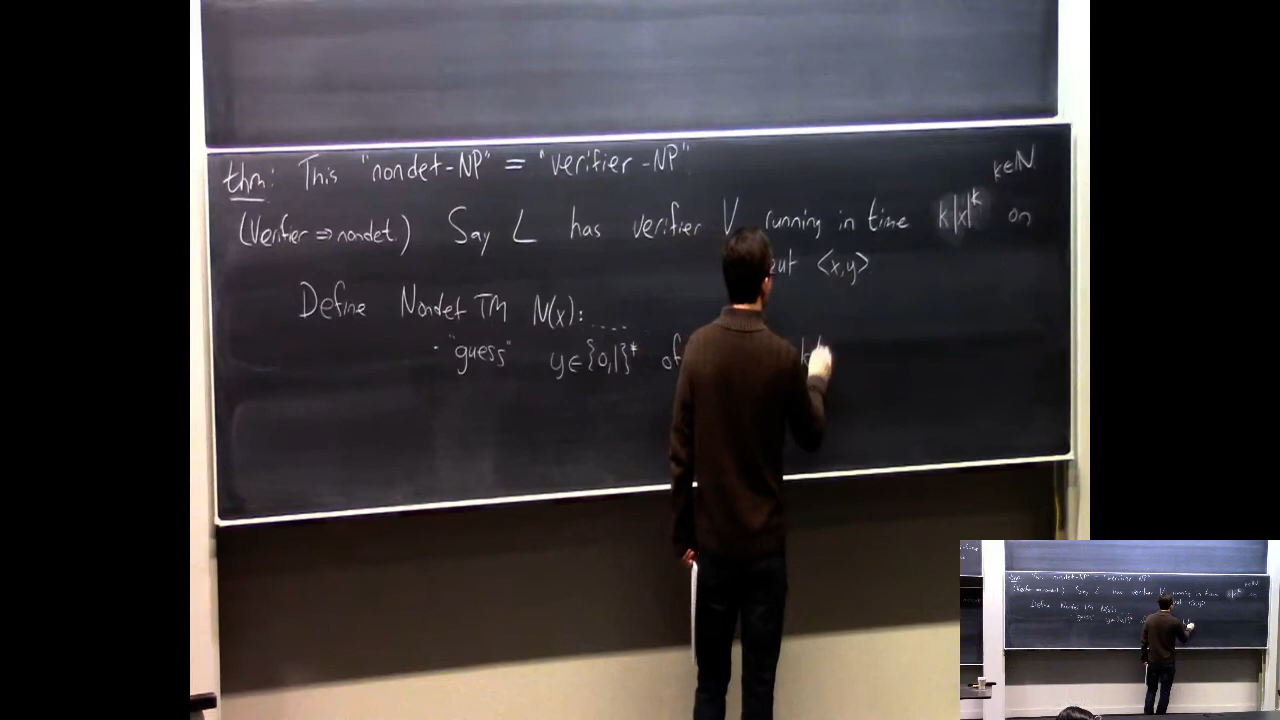 thm: This "nondet-NP" = "verifier-NP".
k∈ℕ
(Verifier ⇒ nondet.) Say L has verifier V running in time k|x|^k on
<x,y>
Define Nondet TM N(x): ....
· "guess" y∈{0,1}* of